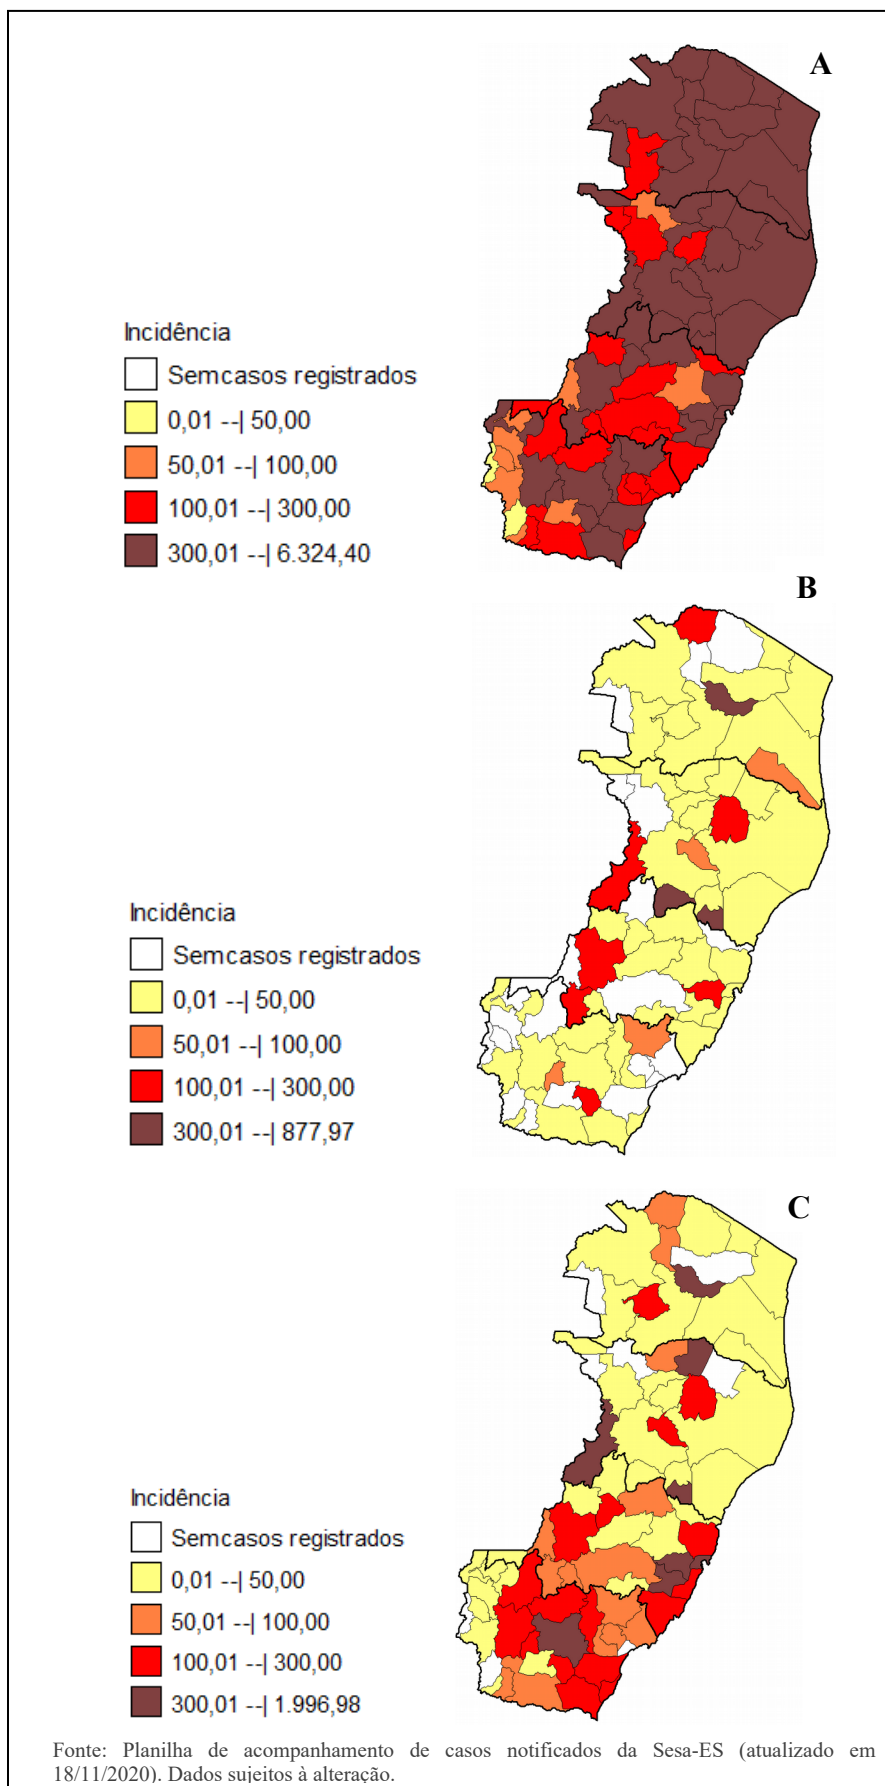 A
Incidência
Semcasos registrados
0,01 --| 50,00
50,01 --| 100,00
100,01 --| 300,00
300,01 --| 6.324,40
B
Incidência
Semcasos registrados
0,01 --| 50,00
50,01 --| 100,00
100,01 --| 300,00
300,01 --| 877,97
C
Incidência
Semcasos registrados
0,01 --| 50,00
50,01 --| 100,00
100,01 --| 300,00
300,01 --| 1.996,98
Fonte: Planilha de acompanhamento de casos notificados da Sesa-ES (atualizado em
18/11/2020). Dados sujeitos à alteração.